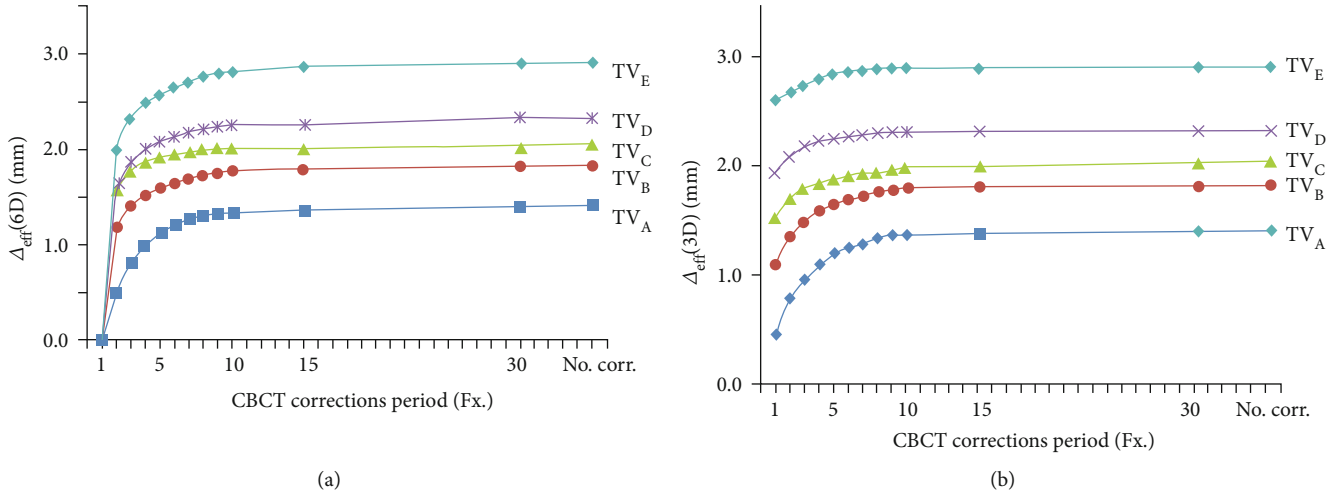 3.0
2.0
1.0
0.0
Δeff(6D) (mm)
TVE
TVD
TVC
TVB
TVA
1 5 10 15 30 No. corr.
CBCT corrections period (Fx.)
(a)
3.0
2.0
1.0
0.0
Δeff(3D) (mm)
TVE
TVD
TVC
TVB
TVA
1 5 10 15 30 No. corr.
CBCT corrections period (Fx.)
(b)